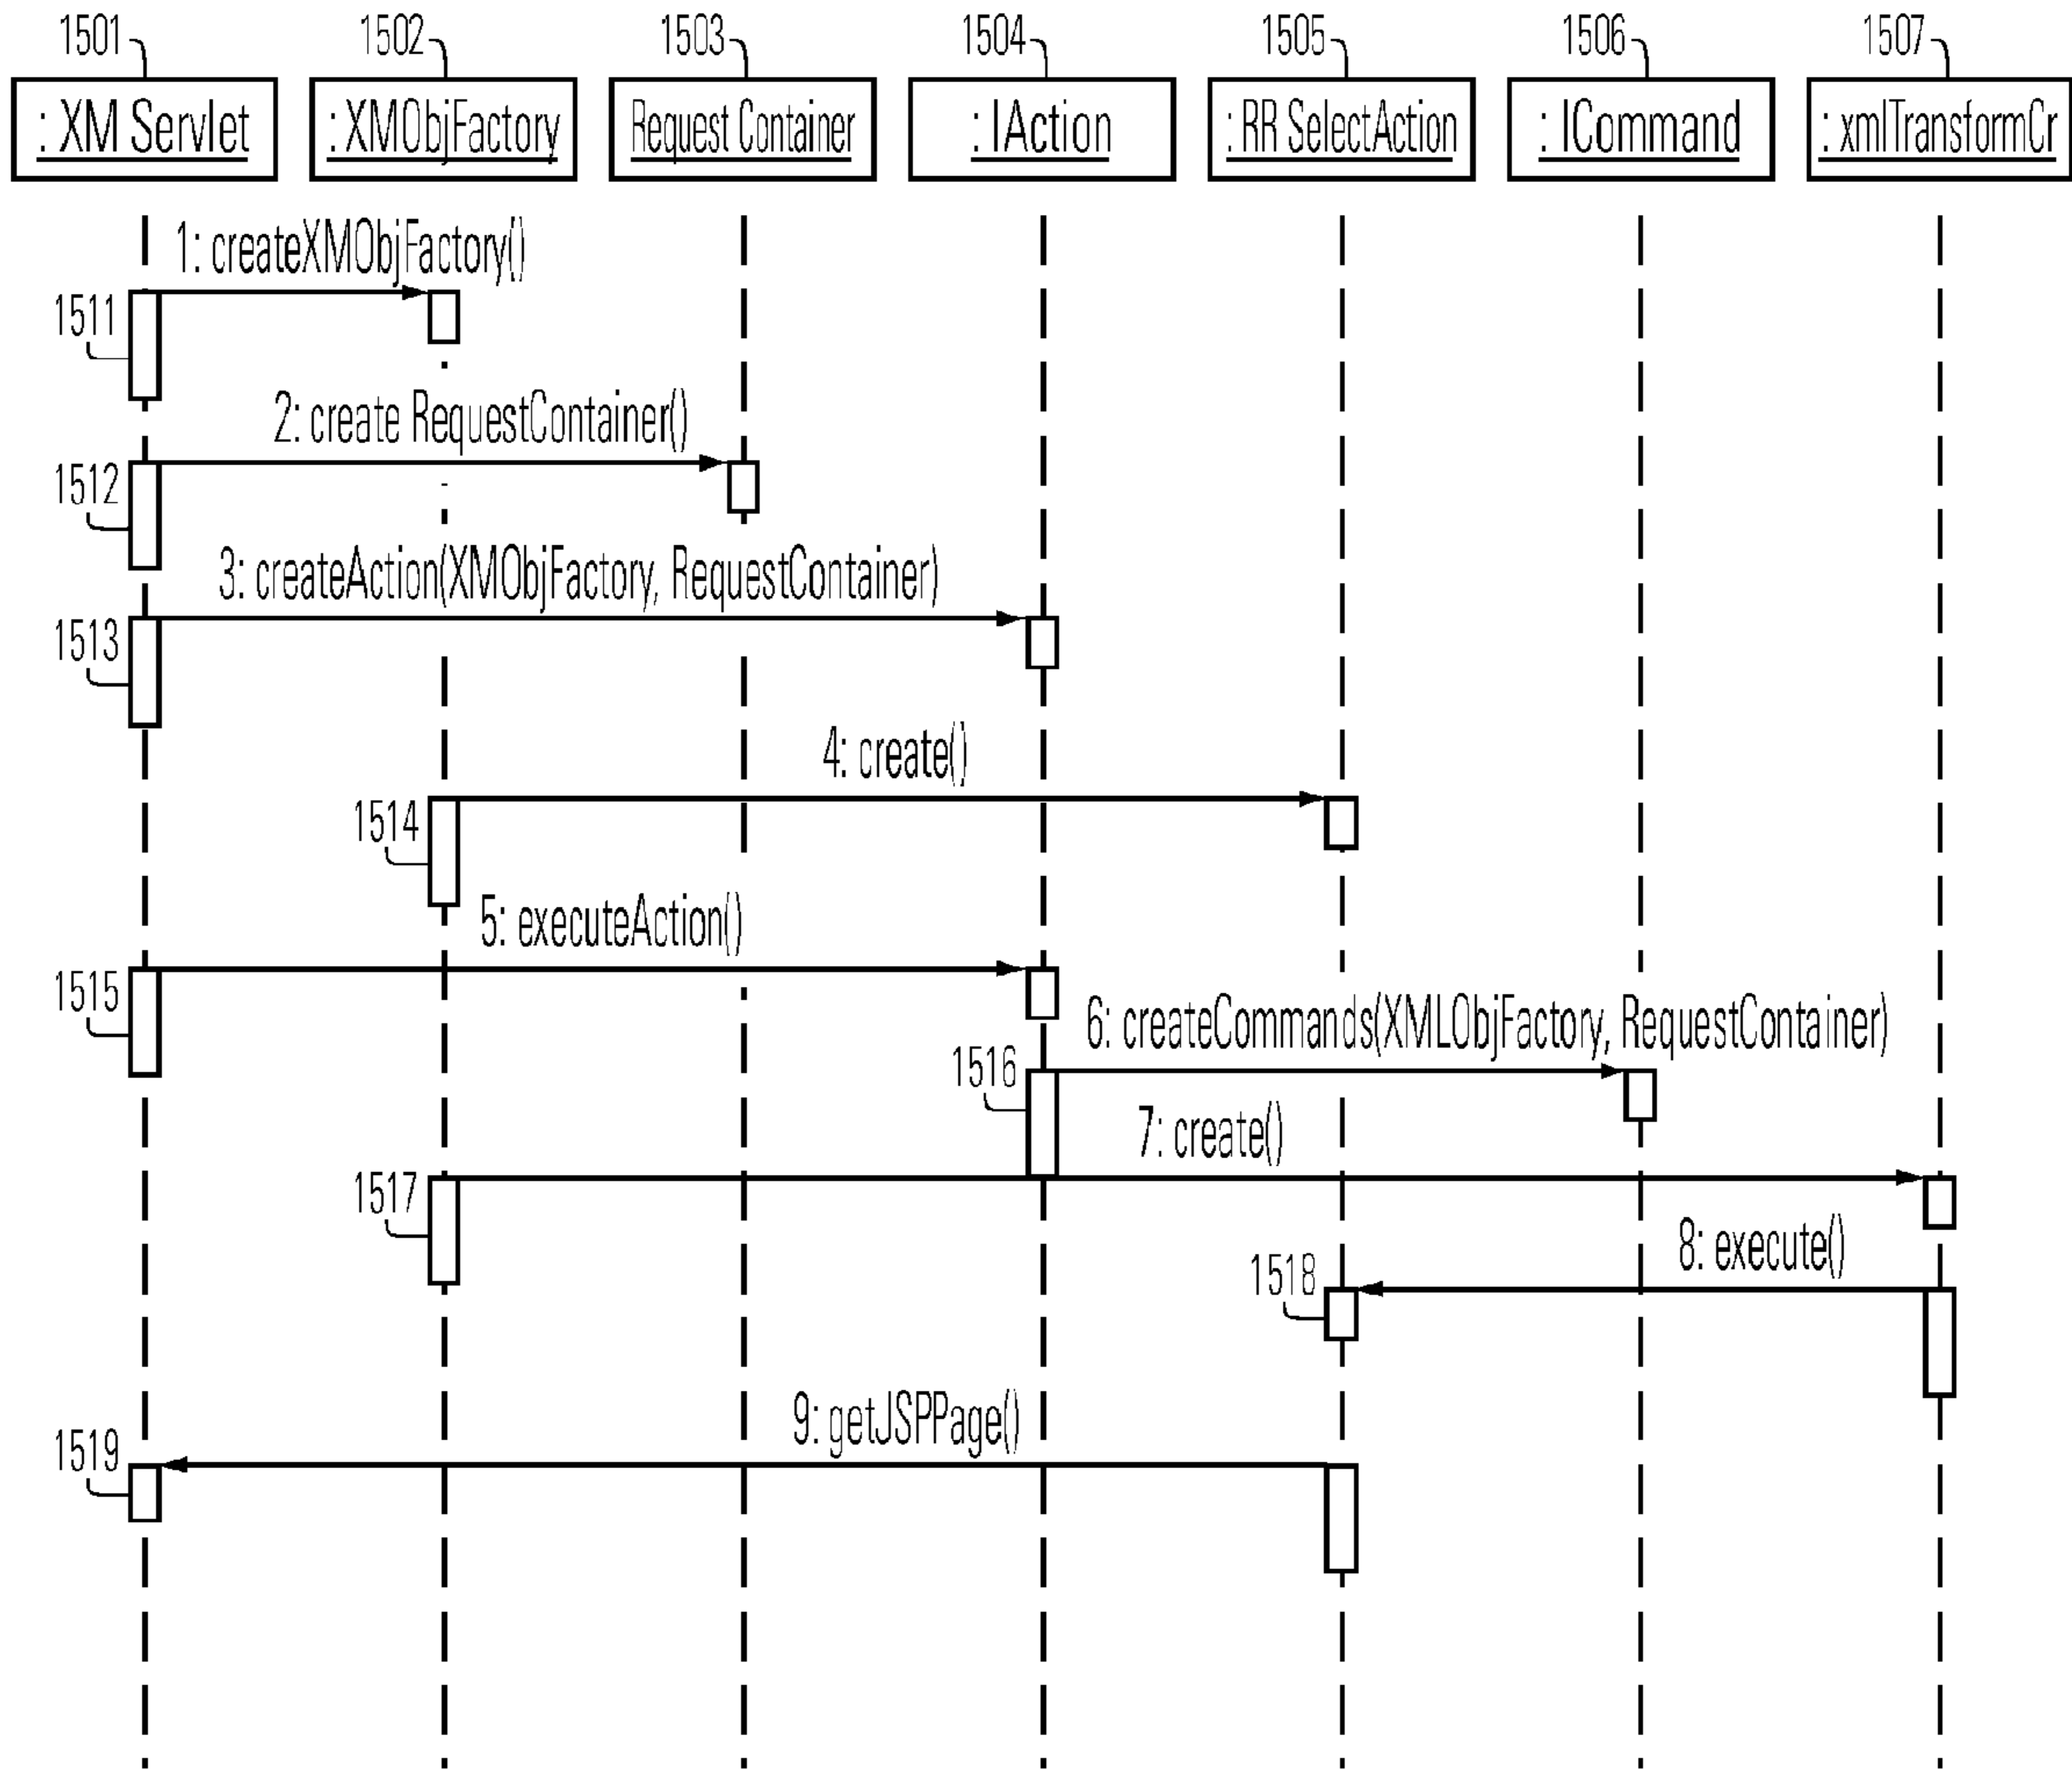 1501 1502 1503 1504 1505 1506 1507
: XM Servlet : XMObjFactory Request Container : IAction : RR SelectAction : ICommand : xmlTransformCr
1: createXMObjFactory()
1511
2: create RequestContainer()
1512
3: createAction(XMObjFactory, RequestContainer)
1513
4: create()
1514
5: executeAction()
1515
6: createCommands(XMLObjFactory, RequestContainer)
1516
7: create()
1517
8: execute()
1518
9: getJSPPage()
1519